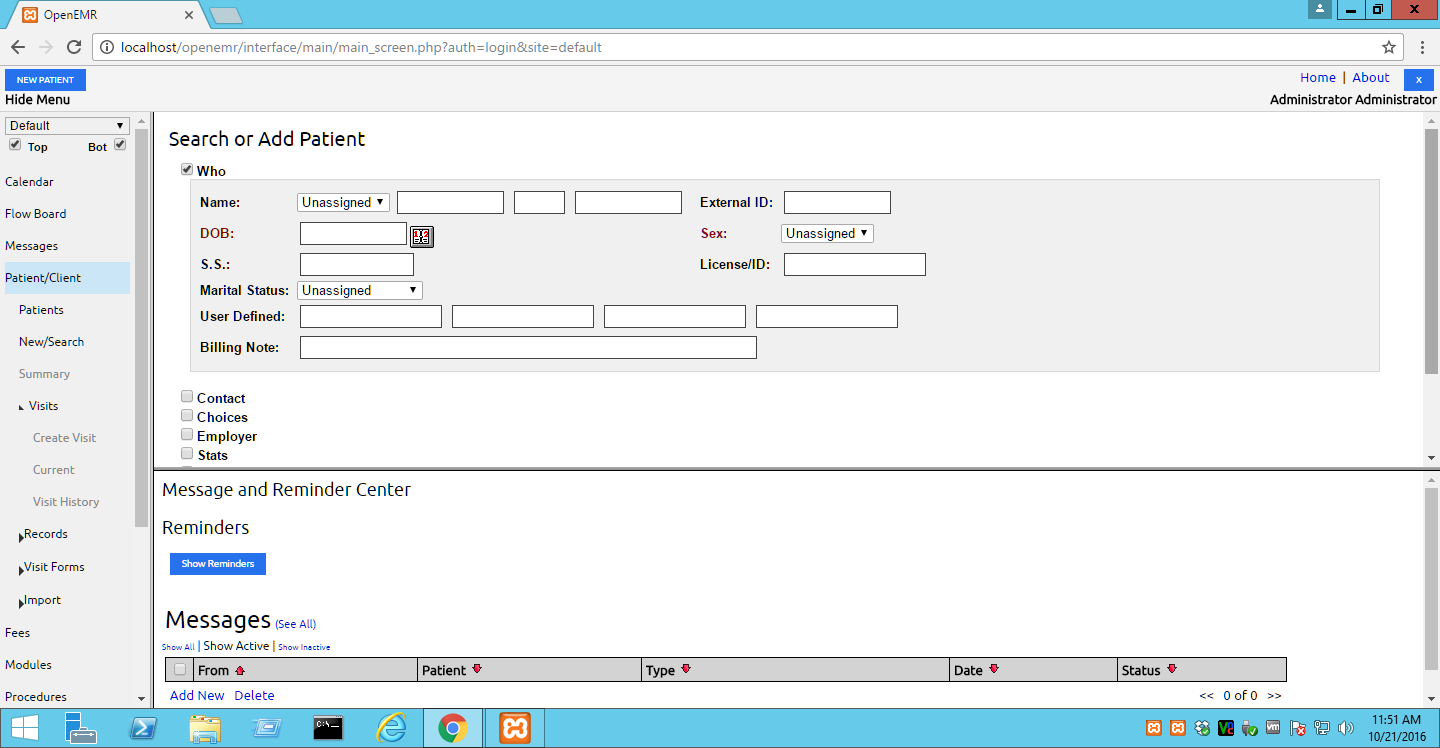 OpenEMR
localhost/openemr/interface/main/main_screen.php?auth=login&site=default
NEW PATIENT
Home | About x
Hide Menu
Administrator Administrator
Default
Top Bot
Calendar
Flow Board
Messages
Patient/Client
Patients
New/Search
Summary
Visits
Create Visit
Current
Visit History
Records
Visit Forms
Import
Fees
Modules
Procedures
Search or Add Patient
Who
Name: Unassigned External ID:
DOB: Sex: Unassigned
S.S.: License/ID:
Marital Status: Unassigned
User Defined:
Billing Note:
Contact
Choices
Employer
Stats
Message and Reminder Center
Reminders
Show Reminders
Messages (See All)
Show All | Show Active | Show Inactive
From Patient Type Date Status
Add New Delete << 0 of 0 >>
11:51 AM
10/21/2016